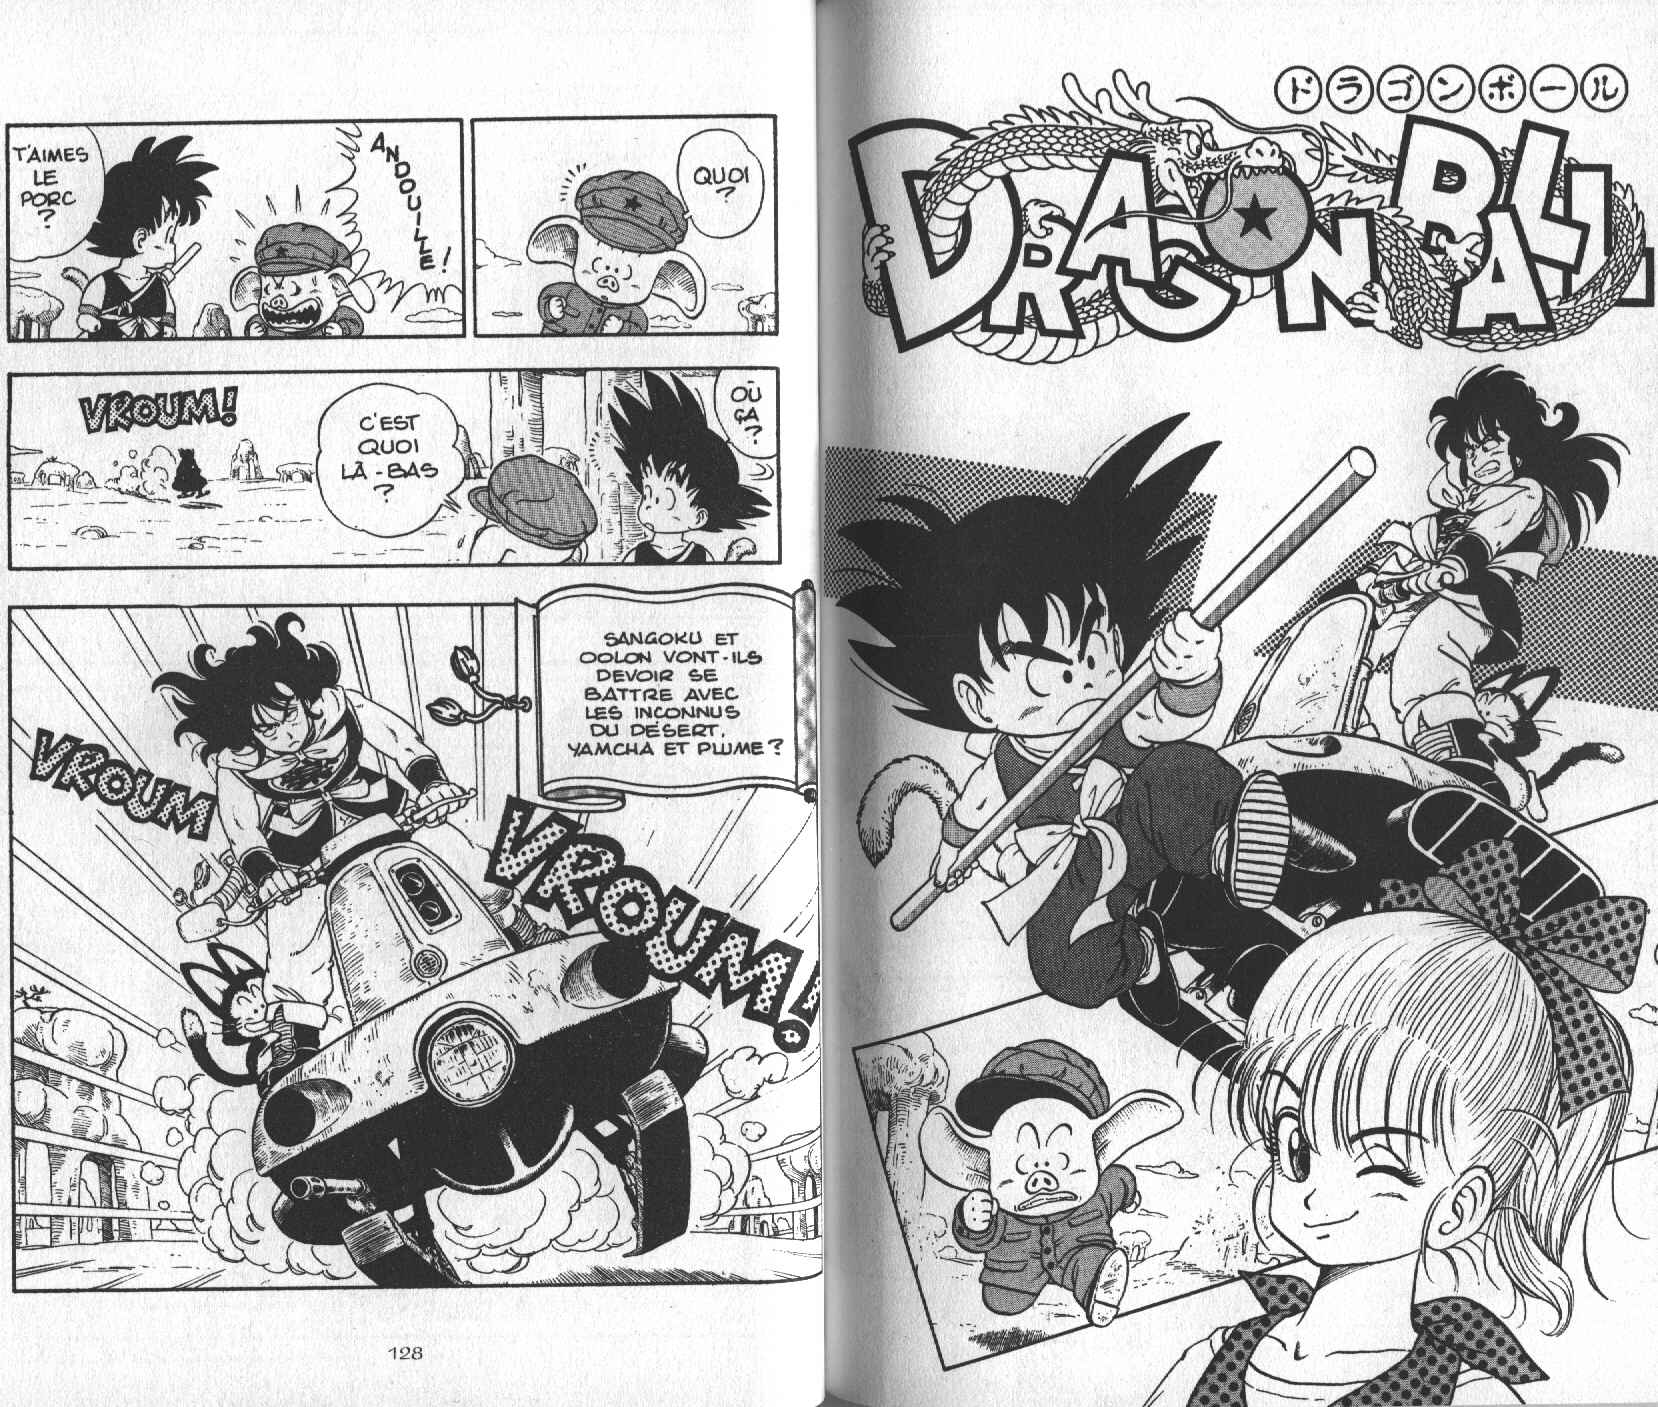 T'AIMES
LE
PORC
?
ANDOUILLE!
QUOI
?
VROUM!
C'EST
QUOI
LÀ-BAS
?
OÙ
ÇA
?
SANGOKU ET
OOLON VONT-ILS
DEVOIR SE
BATTRE AVEC
LES INCONNUS
DU DÉSERT,
YAMCHA ET PLUME?
VROUM
VROUM!
128
ドラゴンボール
DRAGON BALL